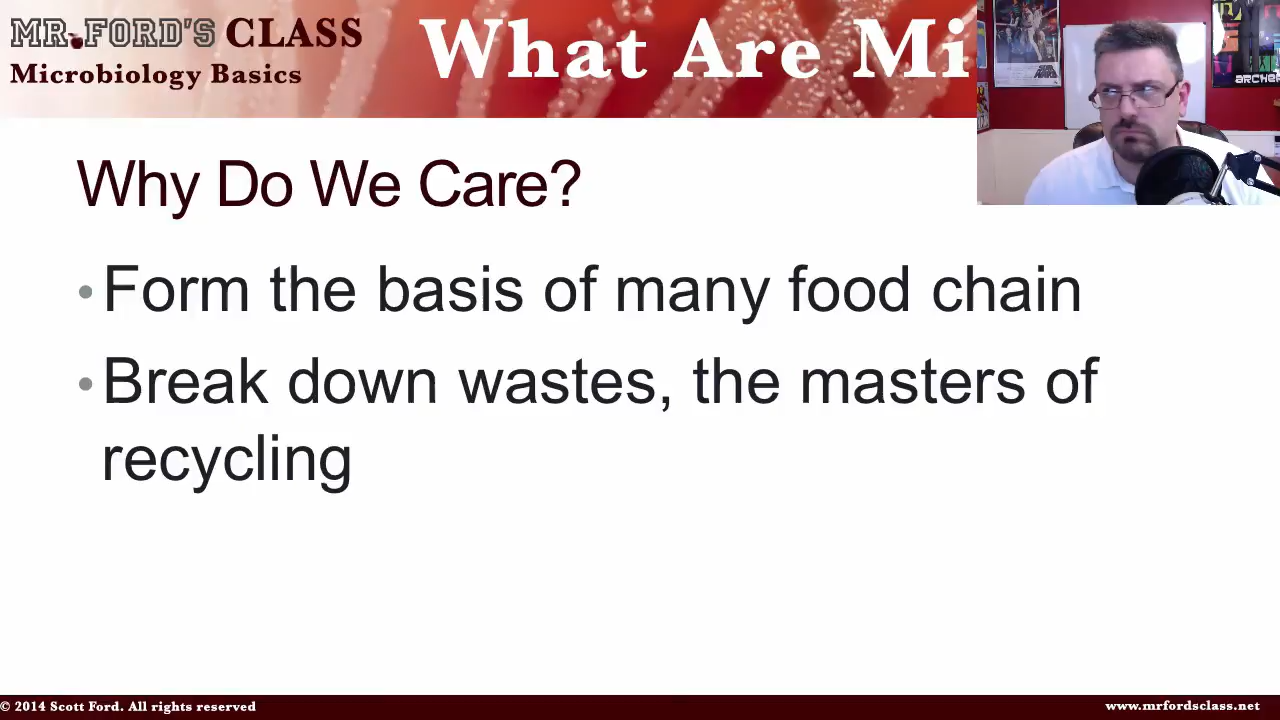 MR. FORD'S CLASS
Microbiology Basics
What Are Mi
Why Do We Care?
• Form the basis of many food chain
• Break down wastes, the masters of
recycling
© 2014 Scott Ford. All rights reserved
www.mrfordsclass.net